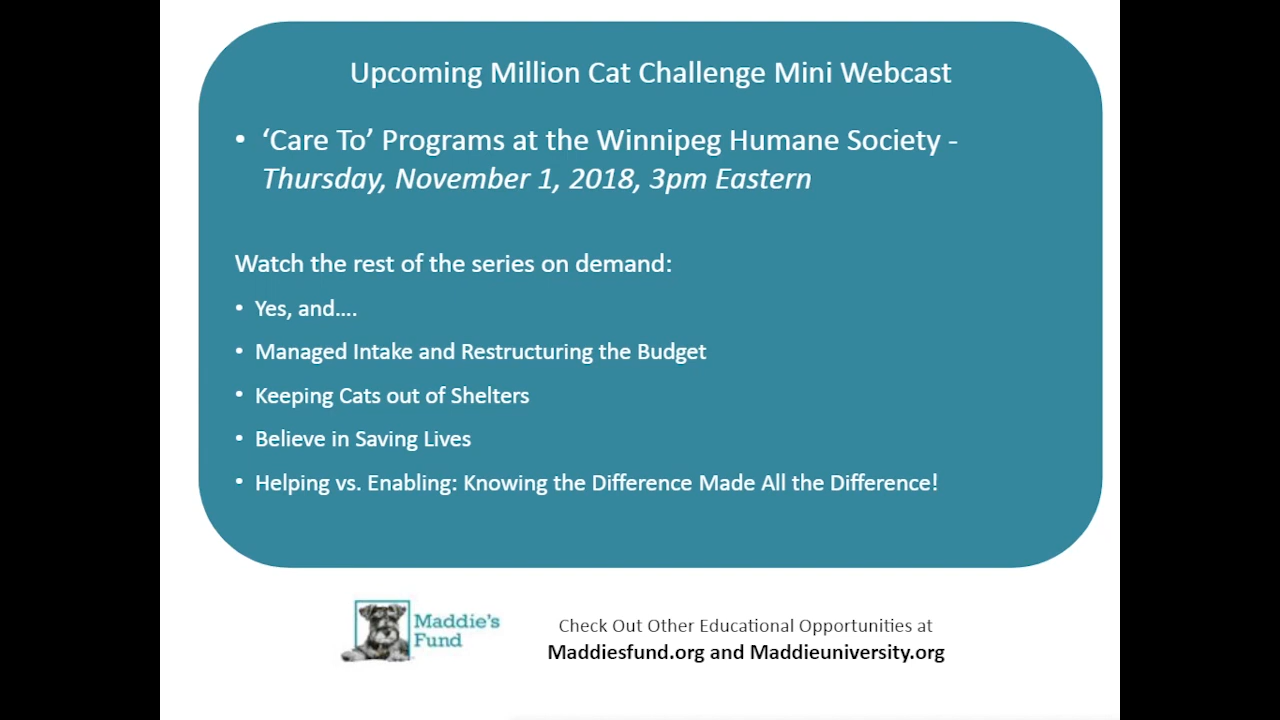 Upcoming Million Cat Challenge Mini Webcast
• ‘Care To’ Programs at the Winnipeg Humane Society -
Thursday, November 1, 2018, 3pm Eastern
Watch the rest of the series on demand:
• Yes, and....
• Managed Intake and Restructuring the Budget
• Keeping Cats out of Shelters
• Believe in Saving Lives
• Helping vs. Enabling: Knowing the Difference Made All the Difference!
Maddie's
Fund
Check Out Other Educational Opportunities at
Maddiesfund.org and Maddieuniversity.org